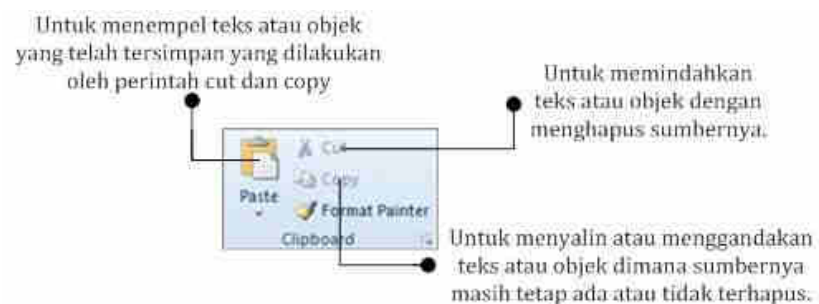 Untuk menempel teks atau objek
yang telah tersimpan yang dilakukan
oleh perintah cut dan copy
Untuk memindahkan
teks atau objek dengan
menghapus sumbernya.
Cut
Copy
Paste
Format Painter
Clipboard
Untuk menyalin atau menggandakan
teks atau objek dimana sumbernya
masih tetap ada atau tidak terhapus.